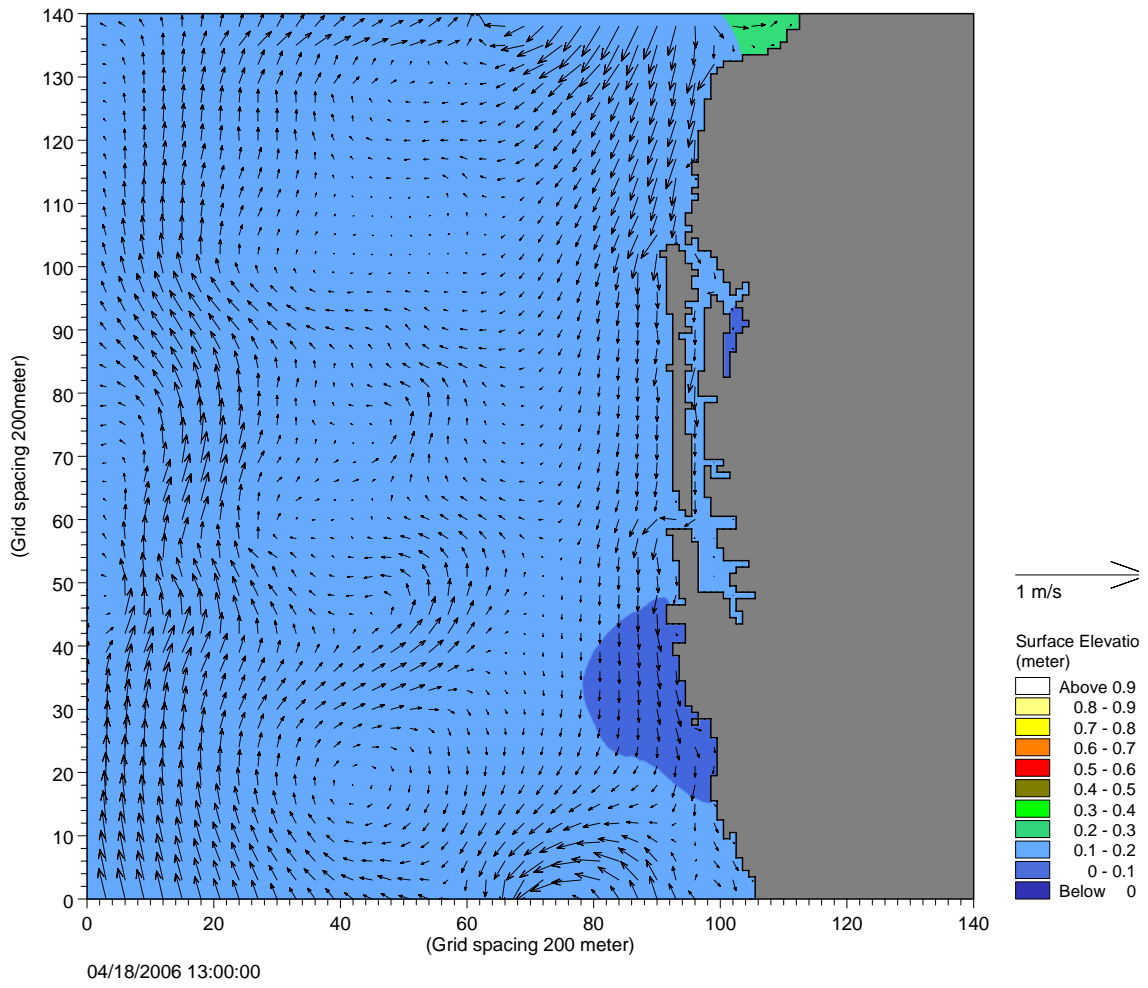 140
130
120
110
100
90
80
70
60
50
40
30
20
10
0
(Grid spacing 200meter)
0 20 40 60 80 100 120 140
(Grid spacing 200 meter)
04/18/2006 13:00:00
1 m/s
Surface Elevatio
(meter)
Above 0.9
0.8 - 0.9
0.7 - 0.8
0.6 - 0.7
0.5 - 0.6
0.4 - 0.5
0.3 - 0.4
0.2 - 0.3
0.1 - 0.2
0 - 0.1
Below 0